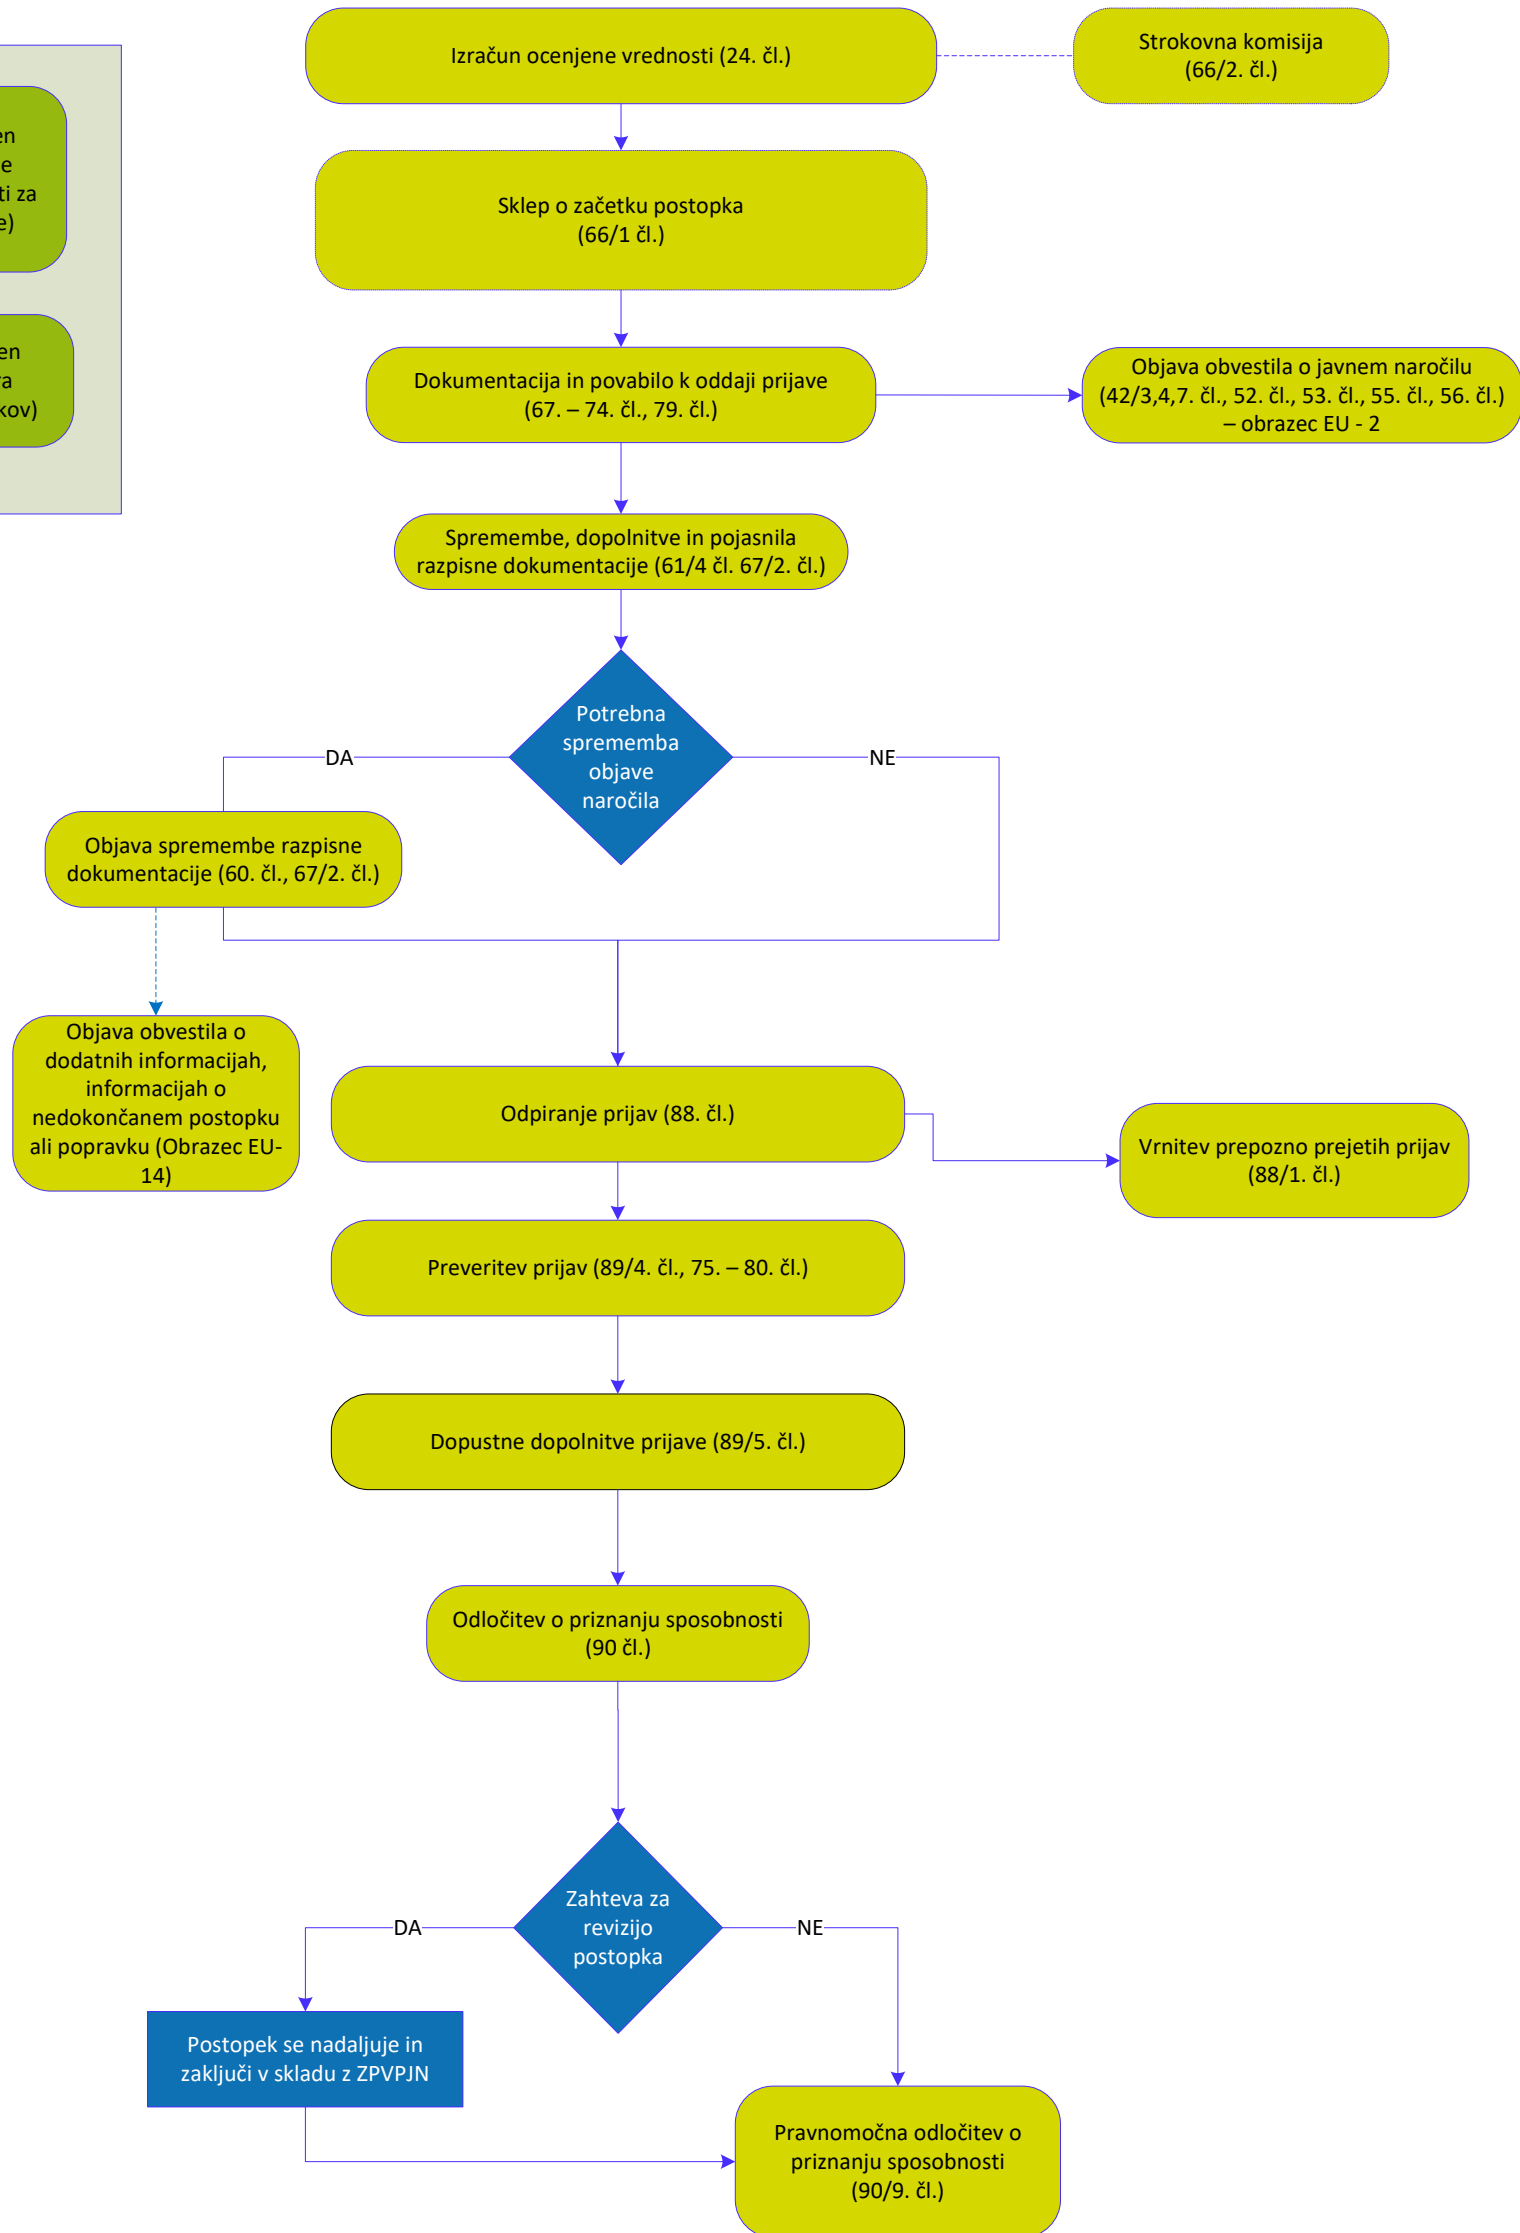 Izračun ocenjene vrednosti (24. čl.)
Strokovna komisija
(66/2. čl.)
en
e
ti za
e)
Sklep o začetku postopka
(66/1 čl.)
en
ra
kov)
Dokumentacija in povabilo k oddaji prijave
(67. – 74. čl., 79. čl.)
Objava obvestila o javnem naročilu
(42/3,4,7. čl., 52. čl., 53. čl., 55. čl., 56. čl.)
– obrazec EU - 2
Spremembe, dopolnitve in pojasnila
razpisne dokumentacije (61/4 čl. 67/2. čl.)
Potrebna
sprememba
objave
naročila
DA
NE
Objava spremembe razpisne
dokumentacije (60. čl., 67/2. čl.)
Objava obvestila o
dodatnih informacijah,
informacijah o
nedokončanem postopku
ali popravku (Obrazec EU-
14)
Odpiranje prijav (88. čl.)
Vrnitev prepozno prejetih prijav
(88/1. čl.)
Preveritev prijav (89/4. čl., 75. – 80. čl.)
Dopustne dopolnitve prijave (89/5. čl.)
Odločitev o priznanju sposobnosti
(90 čl.)
Zahteva za
revizijo
postopka
DA
NE
Postopek se nadaljuje in
zaključi v skladu z ZPVPJN
Pravnomočna odločitev o
priznanju sposobnosti
(90/9. čl.)